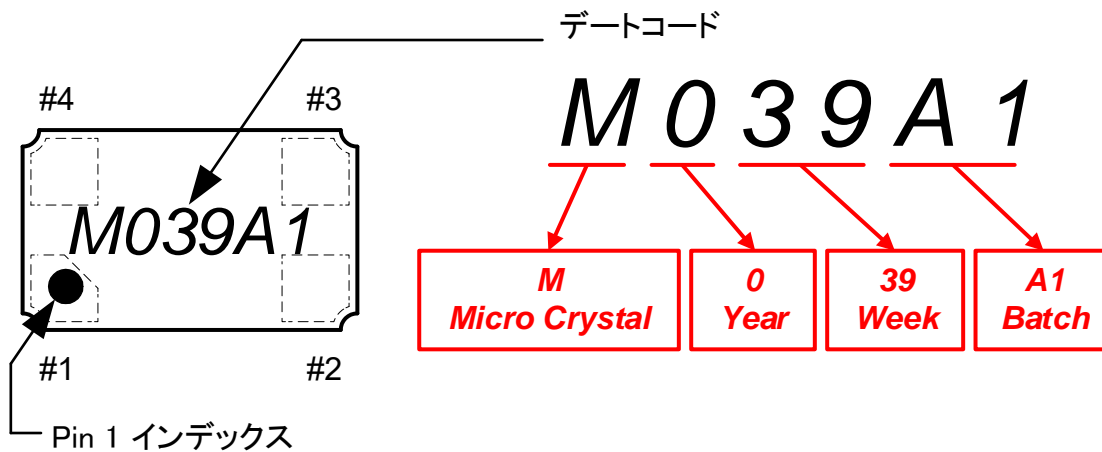 デートコード
#4
#3
M039A1
#1
#2
Pin 1 インデックス
M 0 3 9 A 1
M
Micro Crystal
0
Year
39
Week
A1
Batch